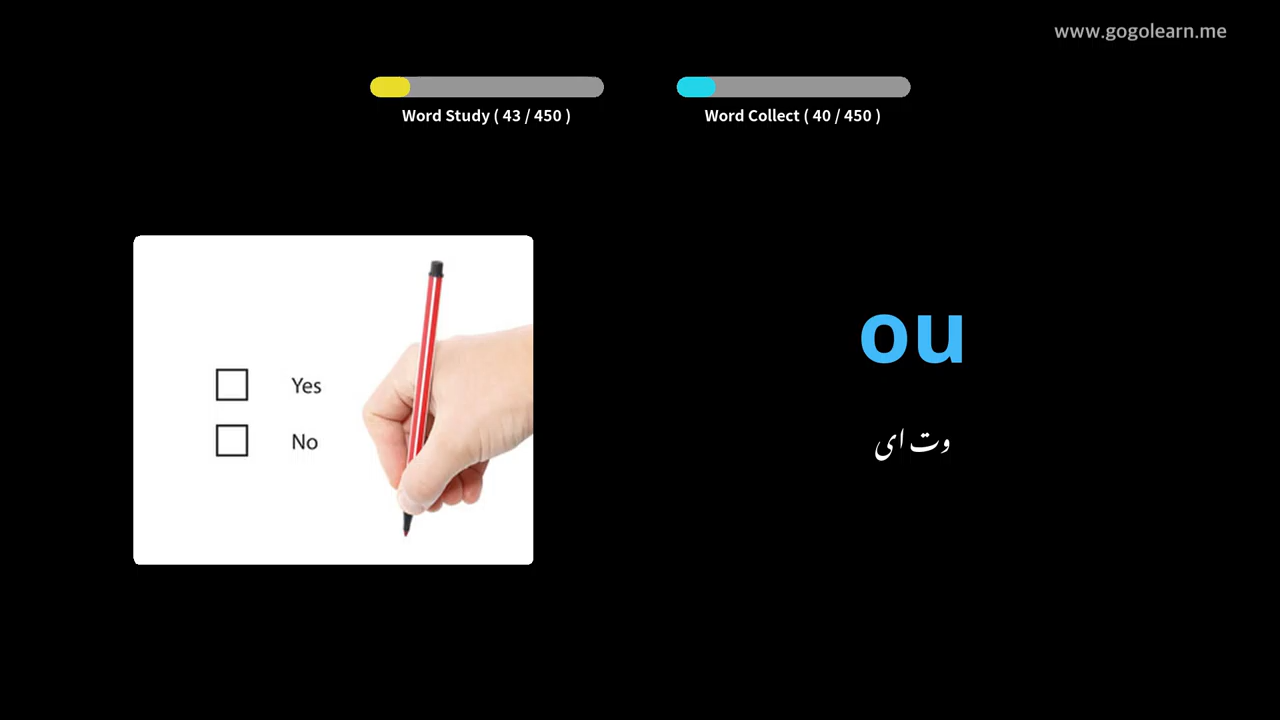 www.gogolearn.me
Word Study ( 43 / 450 )
Word Collect ( 40 / 450 )
Yes
No
ou
وت ای